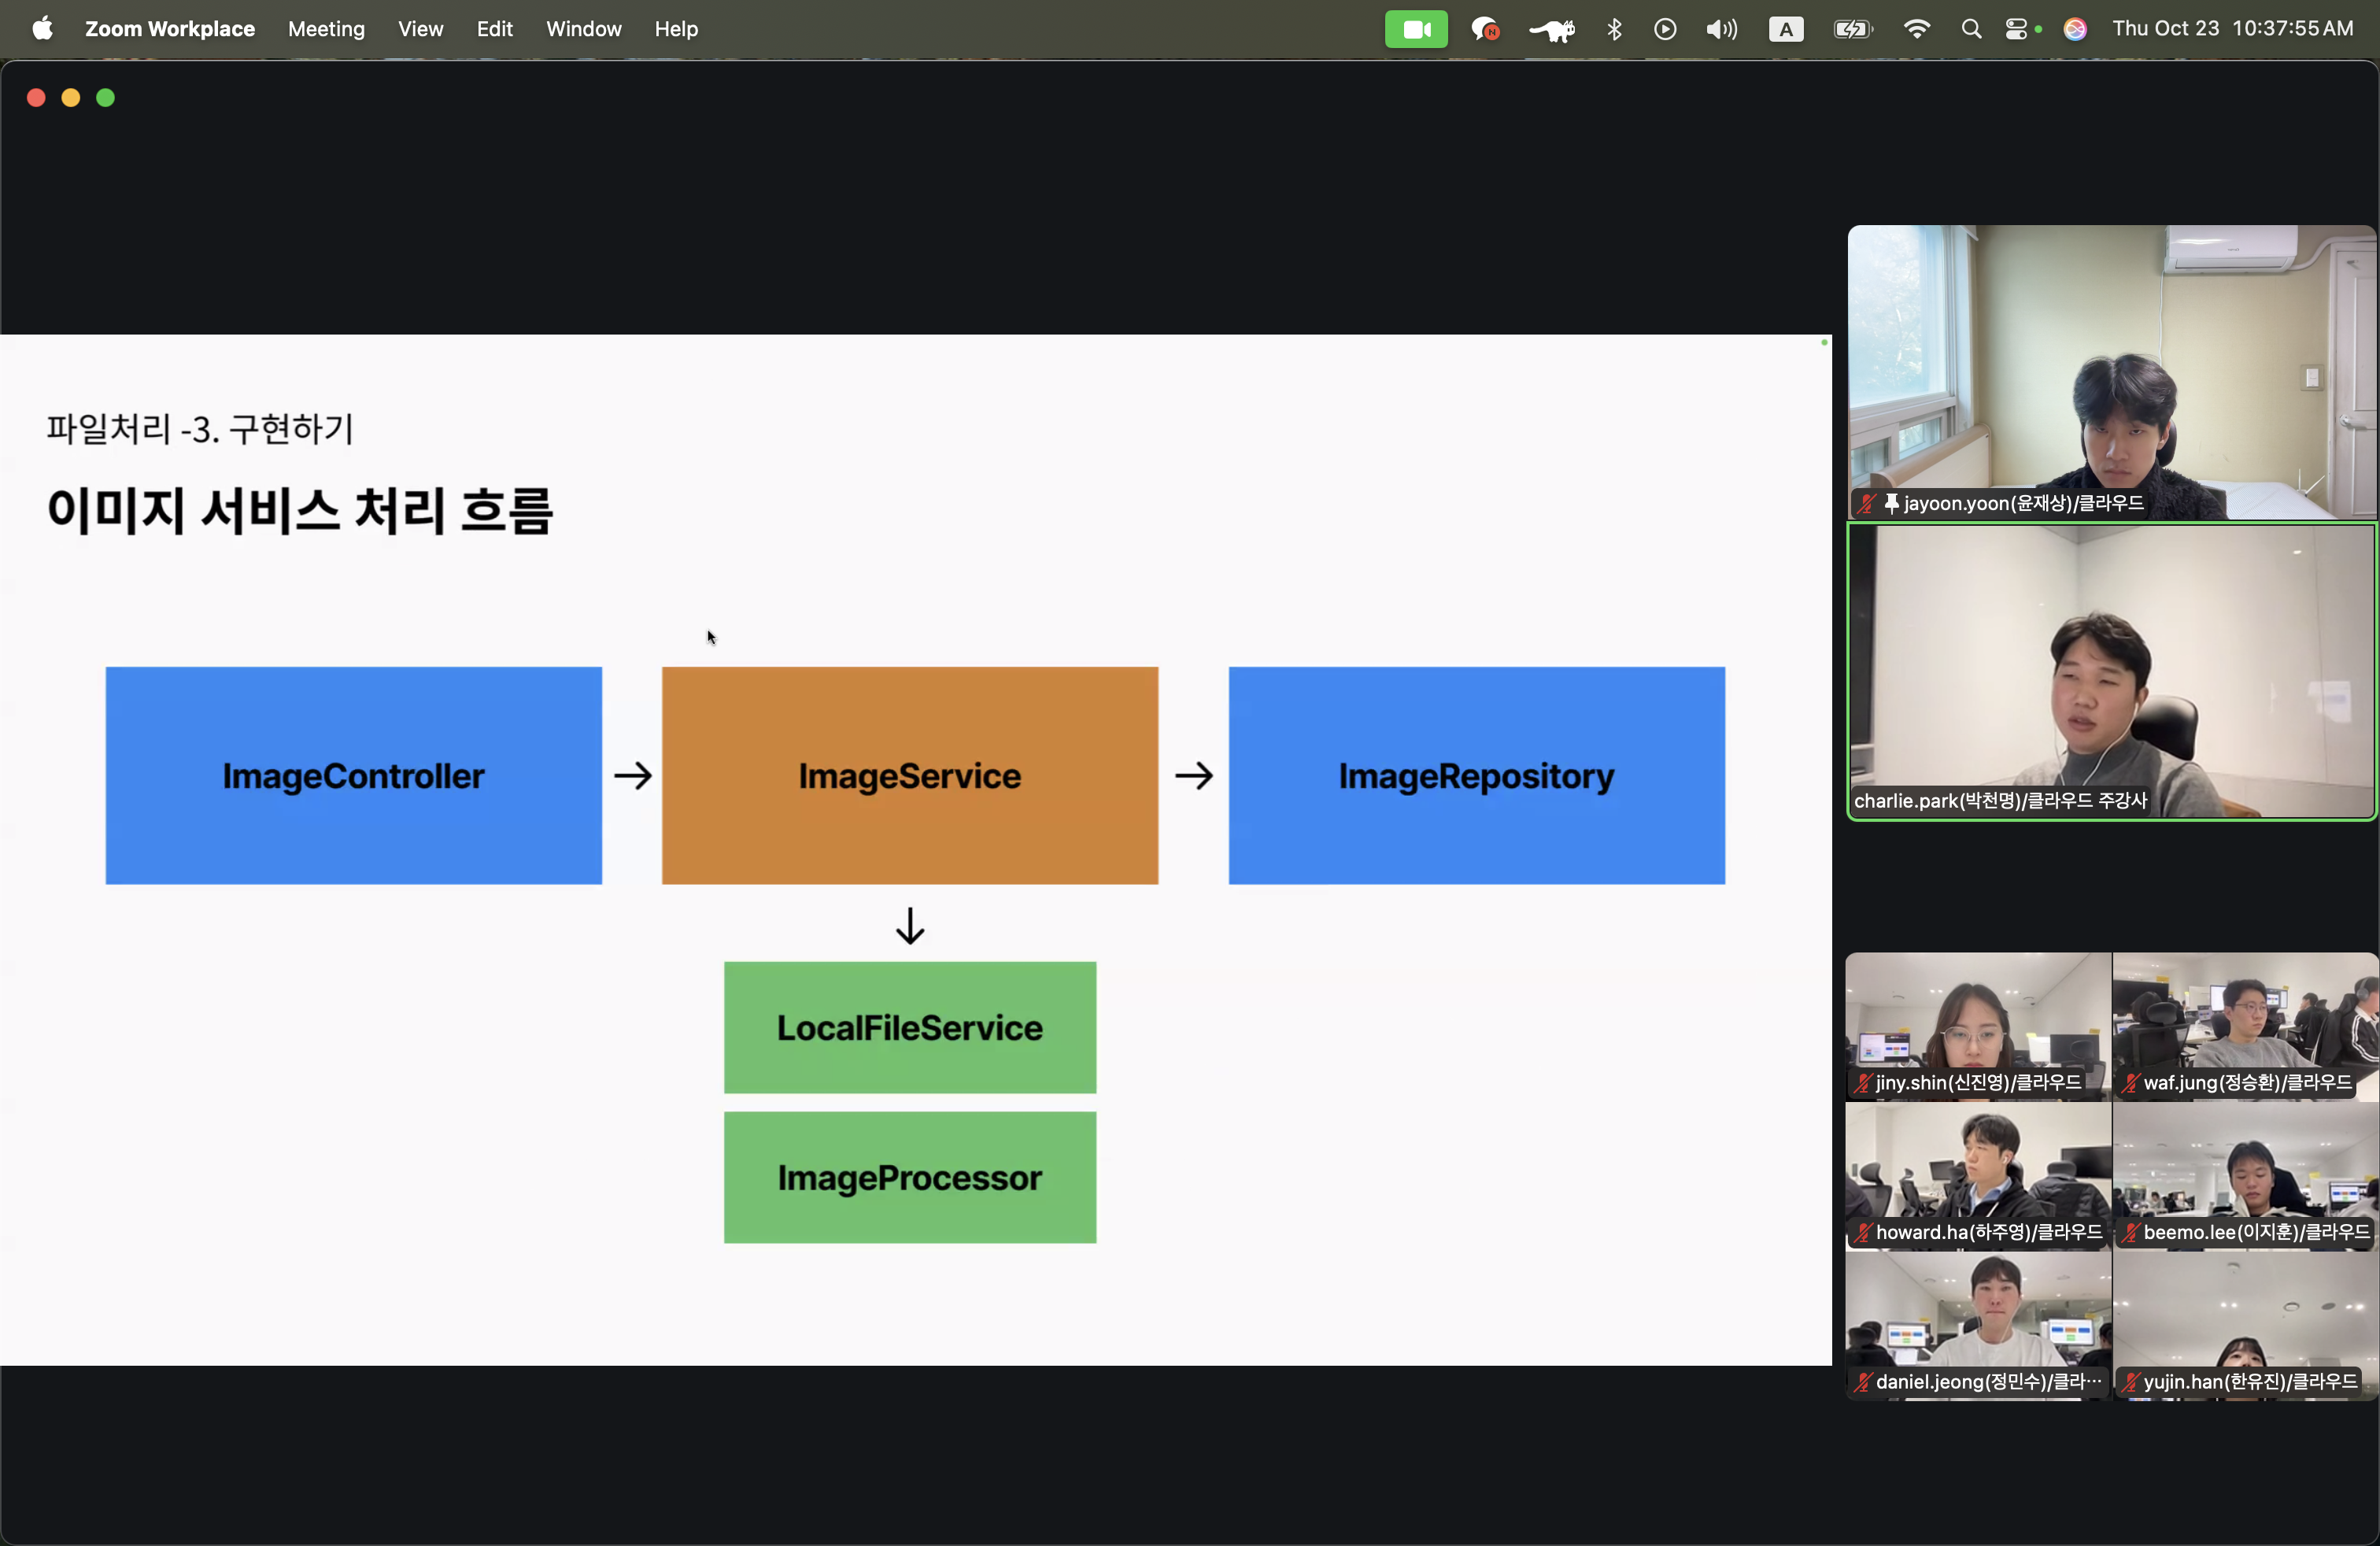 Zoom Workplace Meeting View Edit Window Help A Thu Oct 23 10:37:55 AM
파일처리 -3. 구현하기
이미지 서비스 처리 흐름
ImageController → ImageService → ImageRepository
↓
LocalFileService
ImageProcessor
jayoon.yoon(윤재상)/클라우드
charlie.park(박천명)/클라우드 주강사
jiny.shin(신진영)/클라우드
waf.jung(정승환)/클라우드
howard.ha(하주영)/클라우드
beemo.lee(이지훈)/클라우드
daniel.jeong(정민수)/클라…
yujin.han(한유진)/클라우드